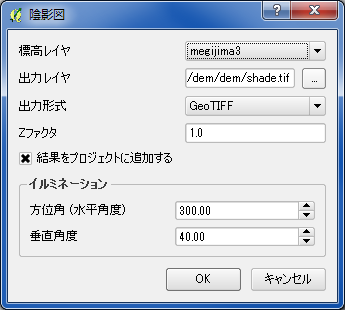 陰影図
標高レイヤ megijima3
出力レイヤ /dem/dem/shade.tif ...
出力形式 GeoTIFF
Zファクタ 1.0
結果をプロジェクトに追加する
イルミネーション
方位角 (水平角度) 300.00
垂直角度 40.00
OK キャンセル